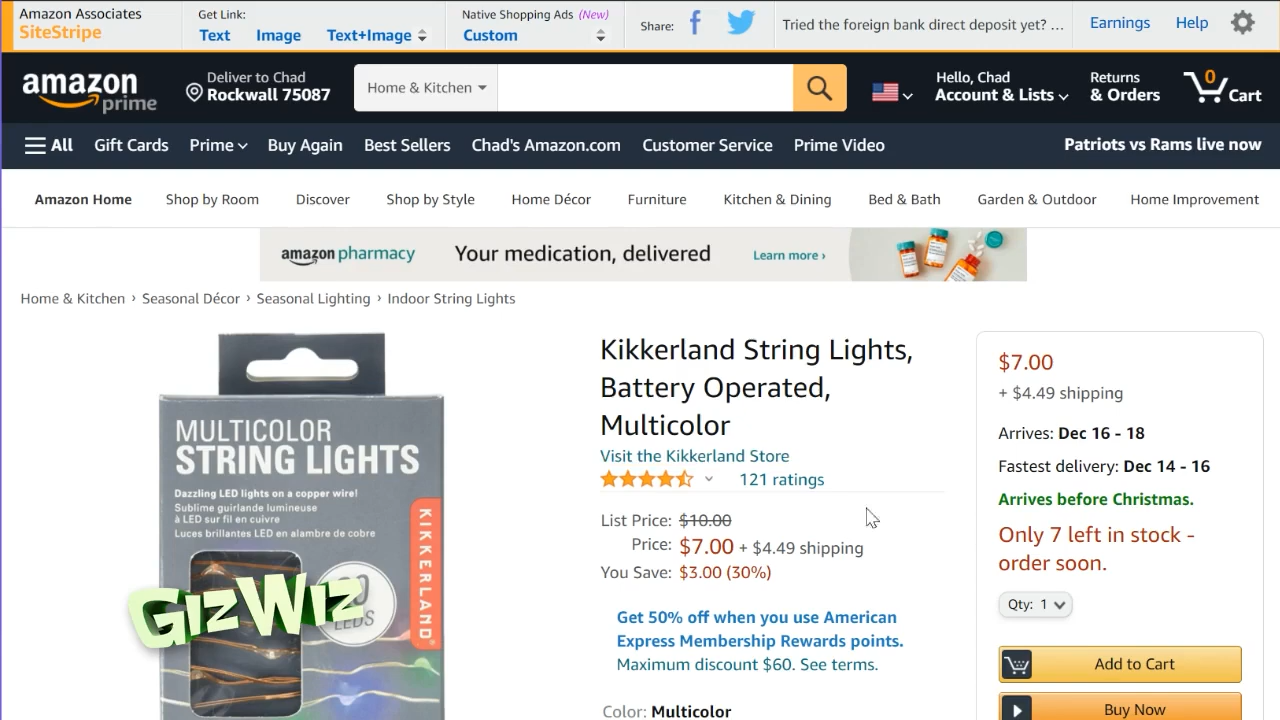 Amazon Associates
SiteStripe
Get Link:
Text Image Text+Image
Native Shopping Ads (New)
Custom
Share:
Tried the foreign bank direct deposit yet? ...
Earnings
Help
amazon
prime
Deliver to Chad
Rockwall 75087
Home & Kitchen
Hello, Chad
Account & Lists
Returns
& Orders
0
Cart
All Gift Cards Prime Buy Again Best Sellers Chad's Amazon.com Customer Service Prime Video Patriots vs Rams live now
Amazon Home Shop by Room Discover Shop by Style Home Décor Furniture Kitchen & Dining Bed & Bath Garden & Outdoor Home Improvement
amazon pharmacy Your medication, delivered Learn more ›
Home & Kitchen › Seasonal Décor › Seasonal Lighting › Indoor String Lights
MULTICOLOR
STRING LIGHTS
Dazzling LED lights on a copper wire!
Sublime guirlande lumineuse
à LED sur fil en cuivre
Luces brillantes LED en alambre de cobre
KIKKERLAND
LEDS
GizWiz
Kikkerland String Lights,
Battery Operated,
Multicolor
Visit the Kikkerland Store
121 ratings
List Price: $10.00
Price: $7.00 + $4.49 shipping
You Save: $3.00 (30%)
Get 50% off when you use American
Express Membership Rewards points.
Maximum discount $60. See terms.
Color: Multicolor
$7.00
+ $4.49 shipping
Arrives: Dec 16 - 18
Fastest delivery: Dec 14 - 16
Arrives before Christmas.
Only 7 left in stock -
order soon.
Qty: 1
Add to Cart
Buy Now